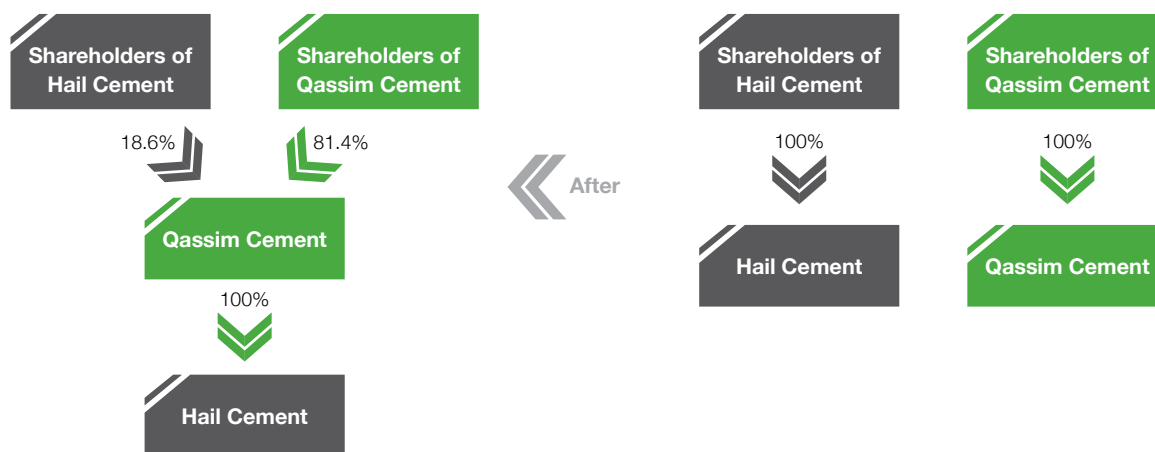 Shareholders of
Hail Cement
Shareholders of
Qassim Cement
18.6%
81.4%
Qassim Cement
100%
Hail Cement
After
Shareholders of
Hail Cement
Shareholders of
Qassim Cement
100%
100%
Hail Cement
Qassim Cement